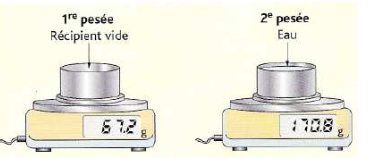 1re pesée
Récipient vide
67.2 g
2e pesée
Eau
170.8 g